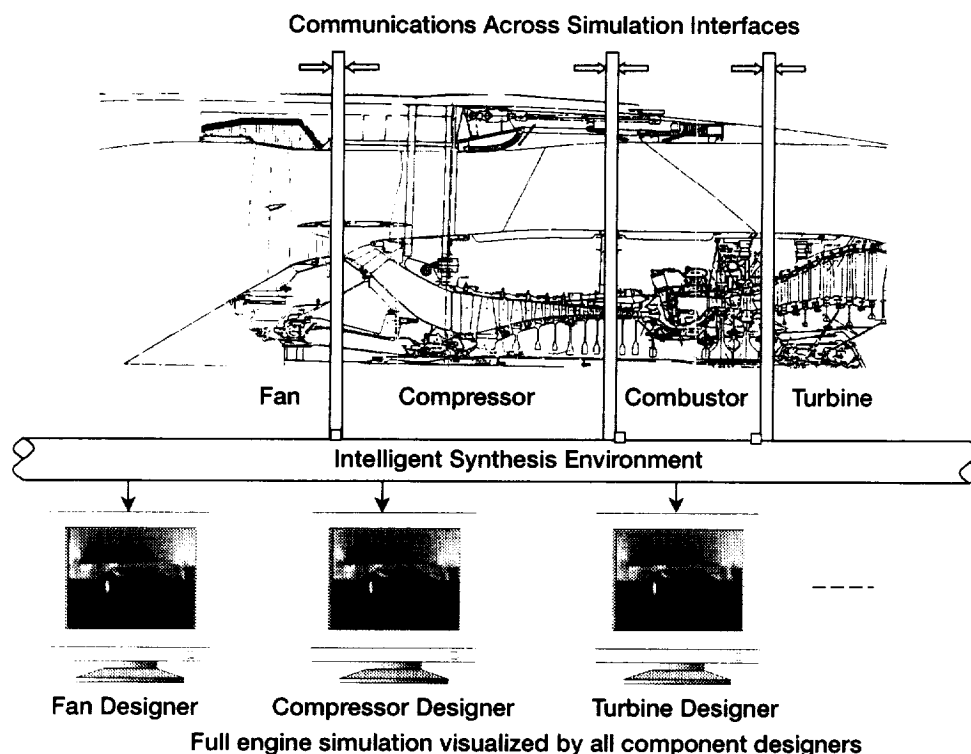 Communications Across Simulation Interfaces
Fan
Compressor
Combustor
Turbine
Intelligent Synthesis Environment
Fan Designer
Compressor Designer
Turbine Designer
Full engine simulation visualized by all component designers